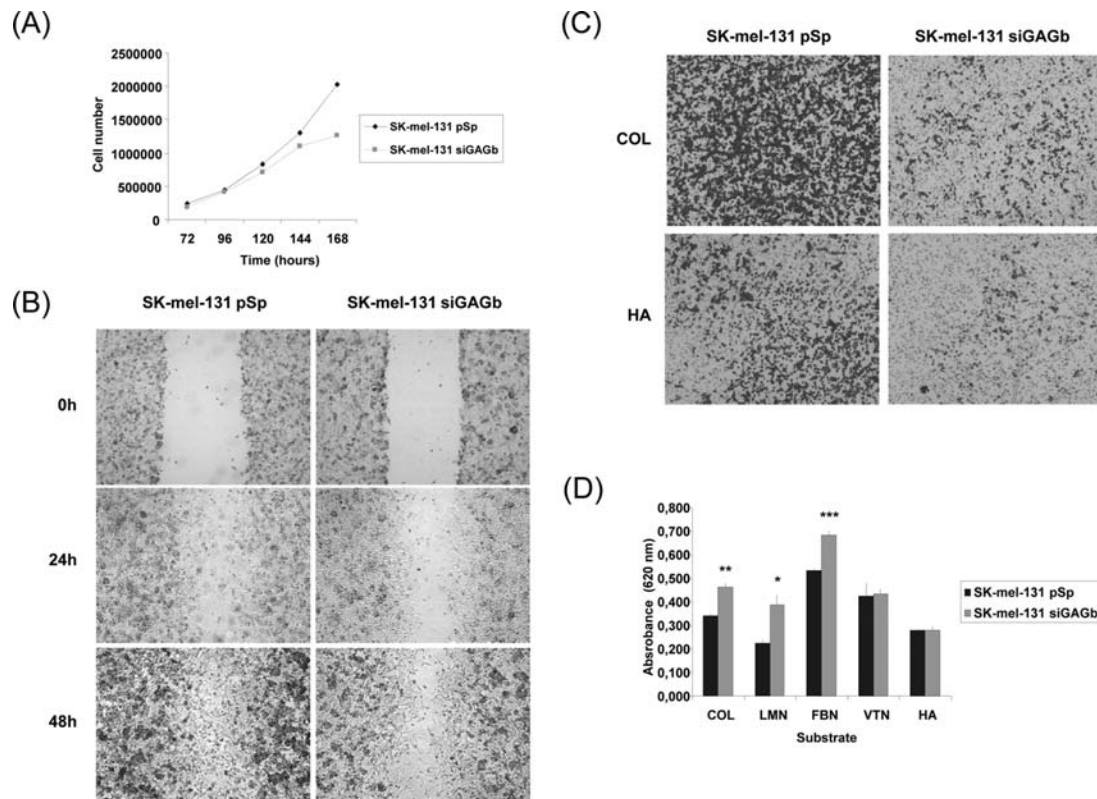 (A)
2500000
2000000
1500000
1000000
500000
0
Cell number
72 96 120 144 168
Time (hours)
SK-mel-131 pSp
SK-mel-131 siGAGb
(B)
SK-mel-131 pSp SK-mel-131 siGAGb
0h
24h
48h
(C)
SK-mel-131 pSp SK-mel-131 siGAGb
COL
HA
(D)
0,800
0,700
0,600
0,500
0,400
0,300
0,200
0,100
0,000
Absrobance (620 nm)
** * ***
COL LMN FBN VTN HA
Substrate
SK-mel-131 pSp
SK-mel-131 siGAGb